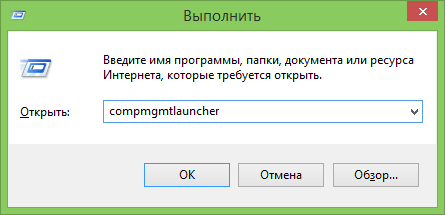 Выполнить
Введите имя программы, папки, документа или ресурса
Интернета, которые требуется открыть.
Открыть: compmgmtlauncher
ОК Отмена Обзор...